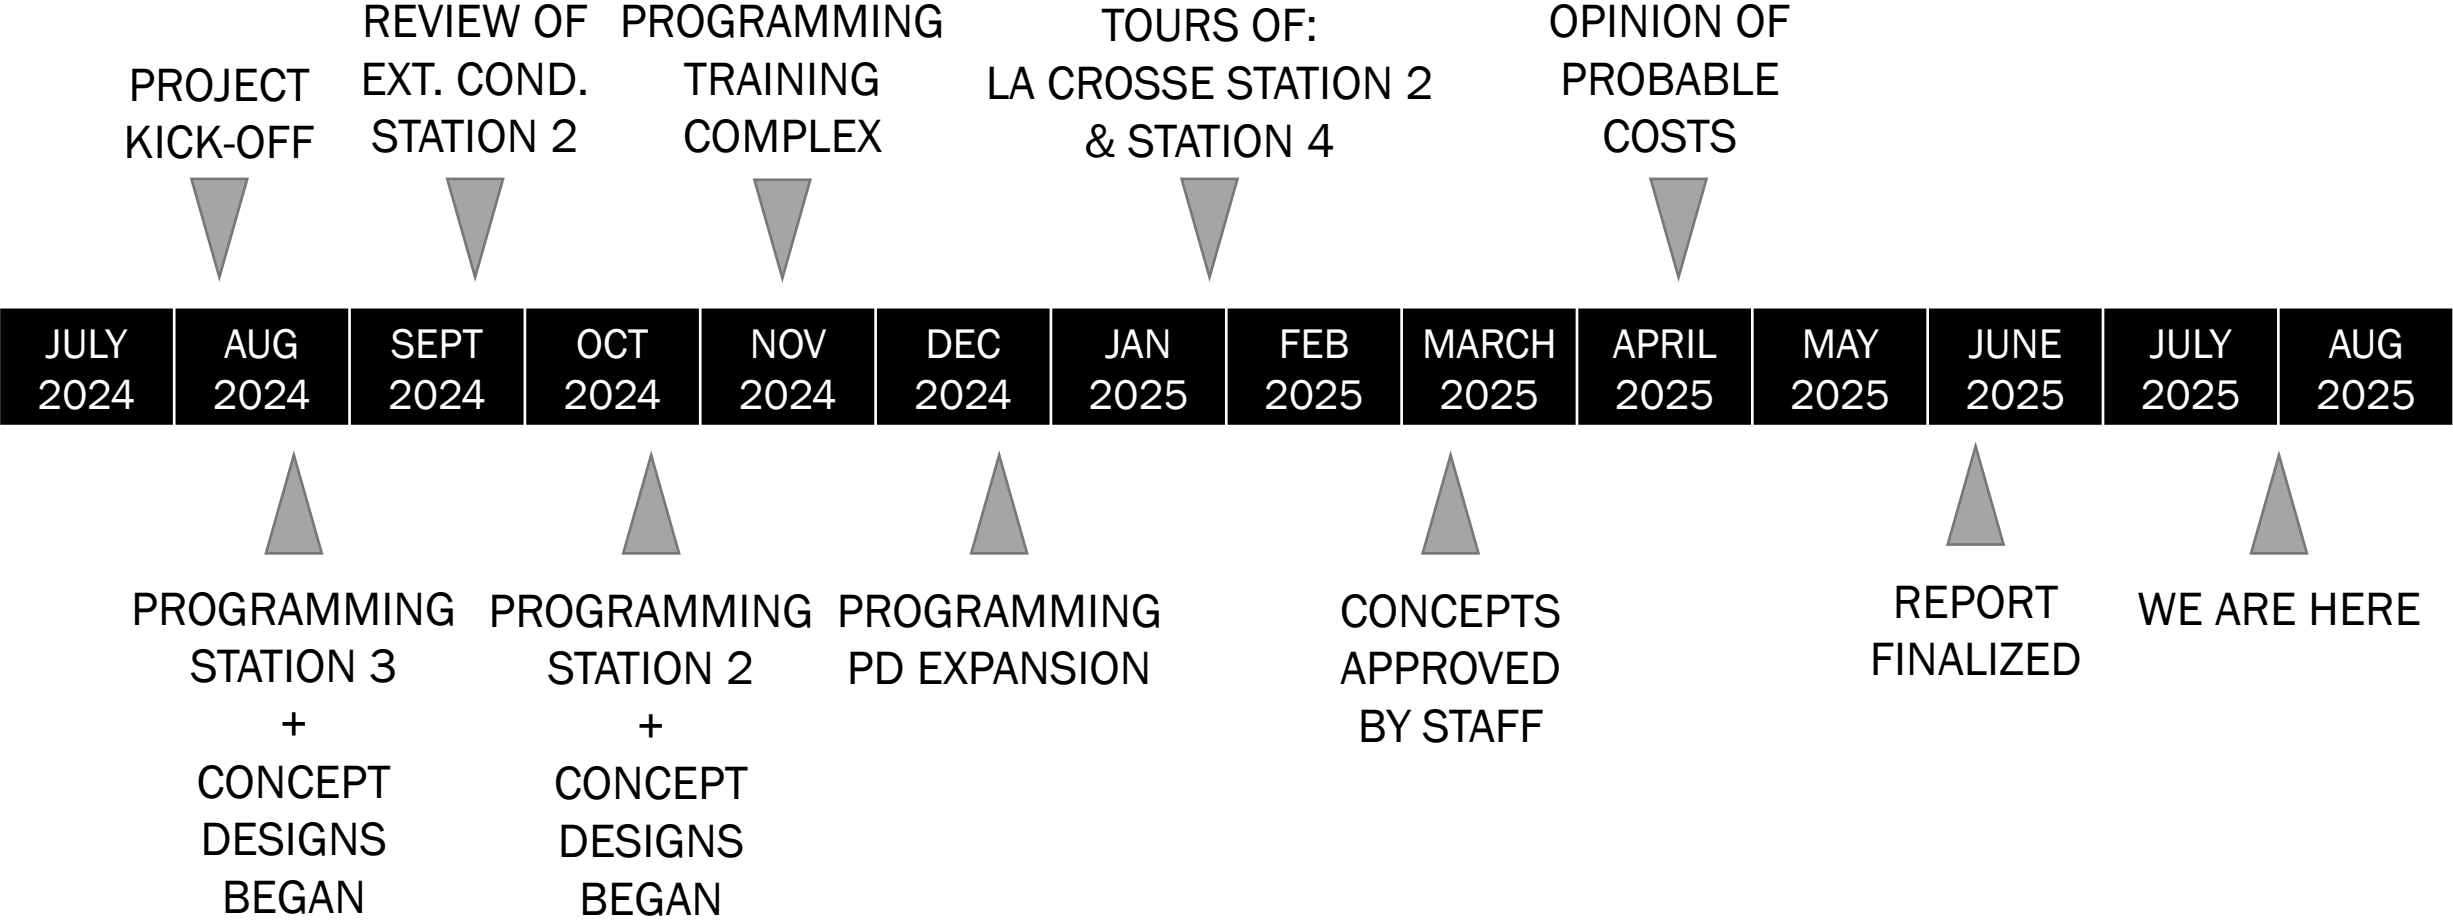 PROJECT
KICK-OFF
REVIEW OF
EXT. COND.
STATION 2
PROGRAMMING
TRAINING
COMPLEX
TOURS OF:
LA CROSSE STATION 2
& STATION 4
OPINION OF
PROBABLE
COSTS
JULY
2024
AUG
2024
SEPT
2024
OCT
2024
NOV
2024
DEC
2024
JAN
2025
FEB
2025
MARCH
2025
APRIL
2025
MAY
2025
JUNE
2025
JULY
2025
AUG
2025
PROGRAMMING
STATION 3
+
CONCEPT
DESIGNS
BEGAN
PROGRAMMING
STATION 2
+
CONCEPT
DESIGNS
BEGAN
PROGRAMMING
PD EXPANSION
CONCEPTS
APPROVED
BY STAFF
REPORT
FINALIZED
WE ARE HERE